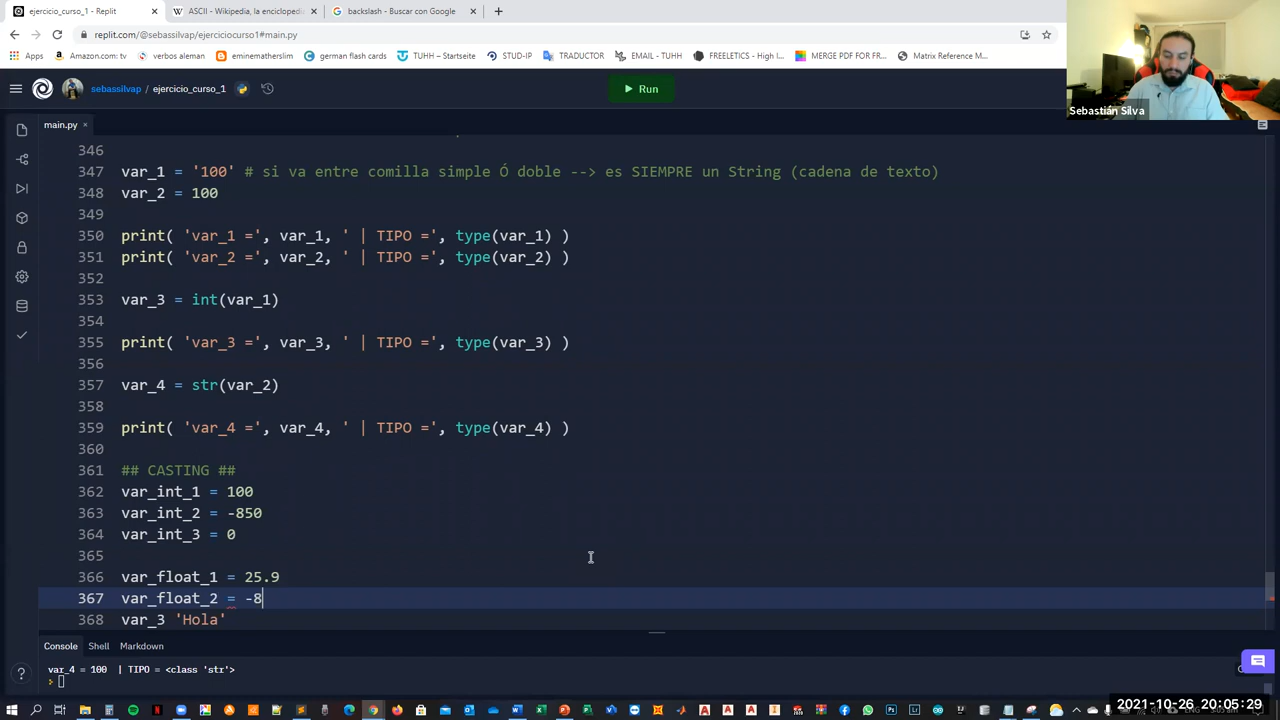 ejercicio_curso_1 - Replit
ASCII - Wikipedia, la enciclopedi
backslash - Buscar con Google
replit.com/@sebassilvap/ejerciciocurso1#main.py
Apps
Amazon.com: tv
verbos aleman
eminemathersIim
german flash cards
TUHH – Startseite
STUD-IP
TRADUCTOR
EMAIL - TUHH
FREELETICS - High I...
MERGE PDF FOR FR...
Matrix Reference M...
sebassilvap / ejercicio_curso_1
Run
Sebastián Silva
main.py
346
347 var_1 = '100' # si va entre comilla simple Ó doble --> es SIEMPRE un String (cadena de texto)
348 var_2 = 100
349
350 print( 'var_1 =', var_1, ' | TIPO =', type(var_1) )
351 print( 'var_2 =', var_2, ' | TIPO =', type(var_2) )
352
353 var_3 = int(var_1)
354
355 print( 'var_3 =', var_3, ' | TIPO =', type(var_3) )
356
357 var_4 = str(var_2)
358
359 print( 'var_4 =', var_4, ' | TIPO =', type(var_4) )
360
361 ## CASTING ##
362 var_int_1 = 100
363 var_int_2 = -850
364 var_int_3 = 0
365
366 var_float_1 = 25.9
367 var_float_2 = -8
368 var_3 'Hola'
Console
Shell
Markdown
var_4 = 100 | TIPO = <class 'str'>
2021-10-26 20:05:29